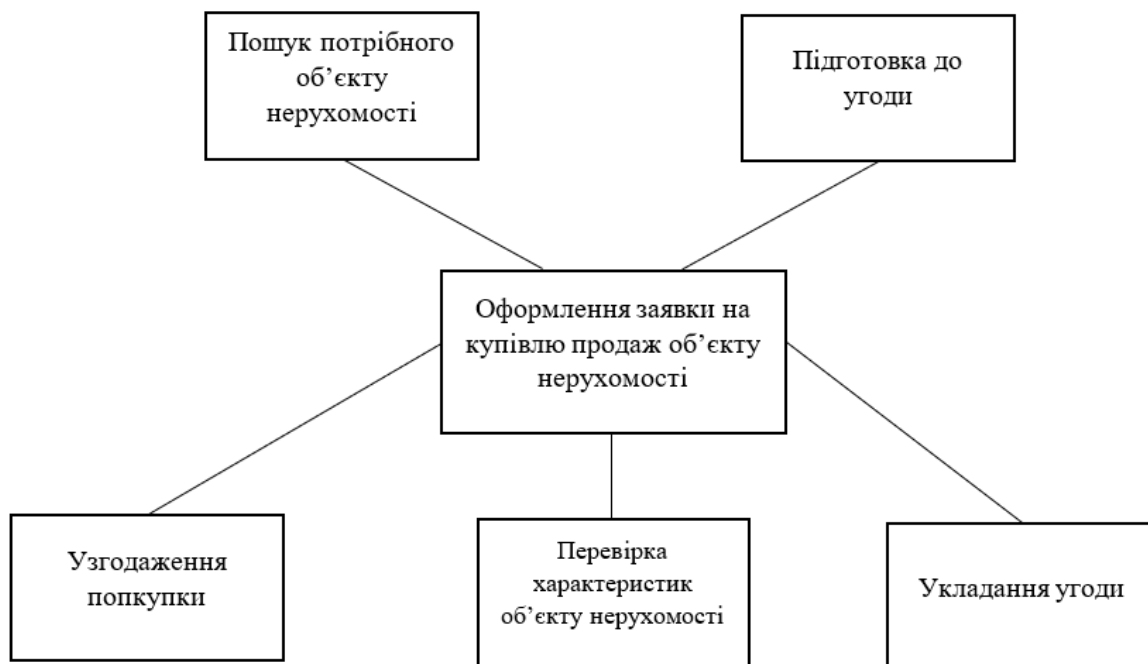 Пошук потрібного
об’єкту
нерухомості
Підготовка до
угоди
Оформлення заявки на
купівлю продаж об’єкту
нерухомості
Узгодаження
попкупки
Перевірка
характеристик
об’єкту нерухомості
Укладання угоди